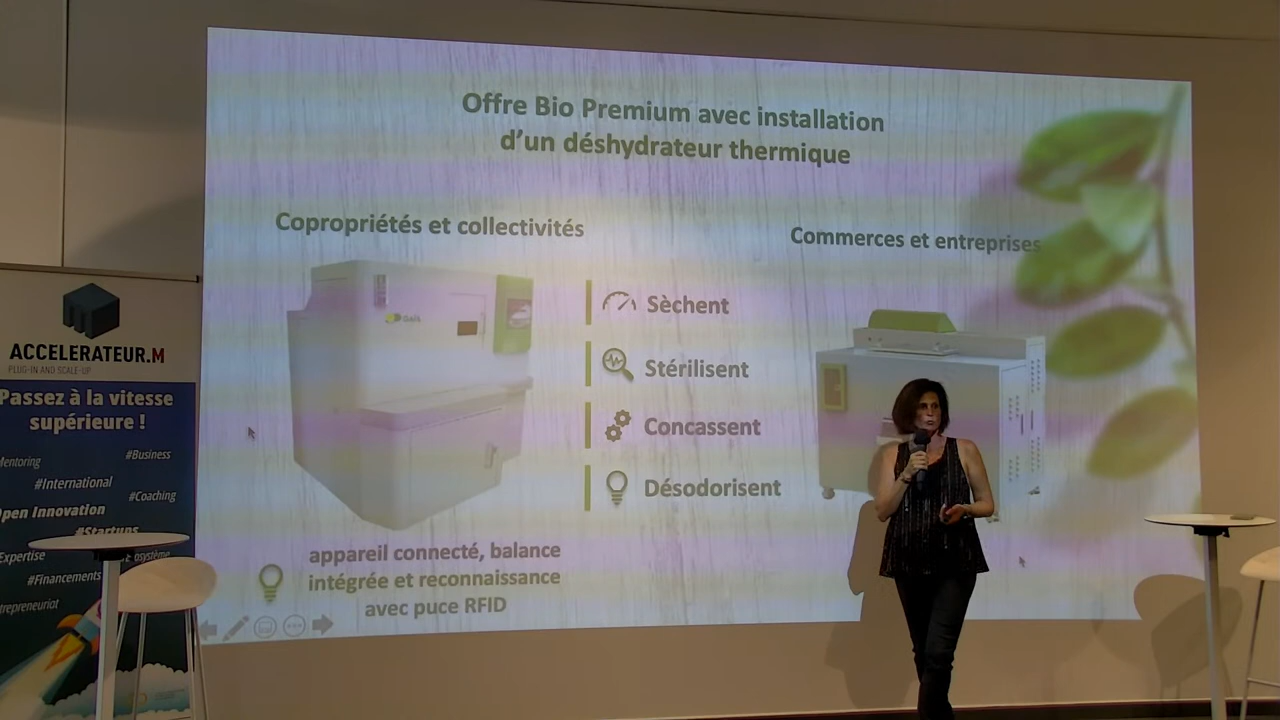 Offre Bio Premium avec installation
d'un déshydrateur thermique
Copropriétés et collectivités
Commerces et entreprises
Sèchent
Stérilisent
Concassent
Désodorisent
appareil connecté, balance
intégrée et reconnaissance
avec puce RFID
ACCELERATEUR.M
PLUG-IN AND SCALE-UP
Passez à la vitesse
supérieure !
#Business
#International
#Coaching
Open Innovation
#Startups
Expertise
#Financements